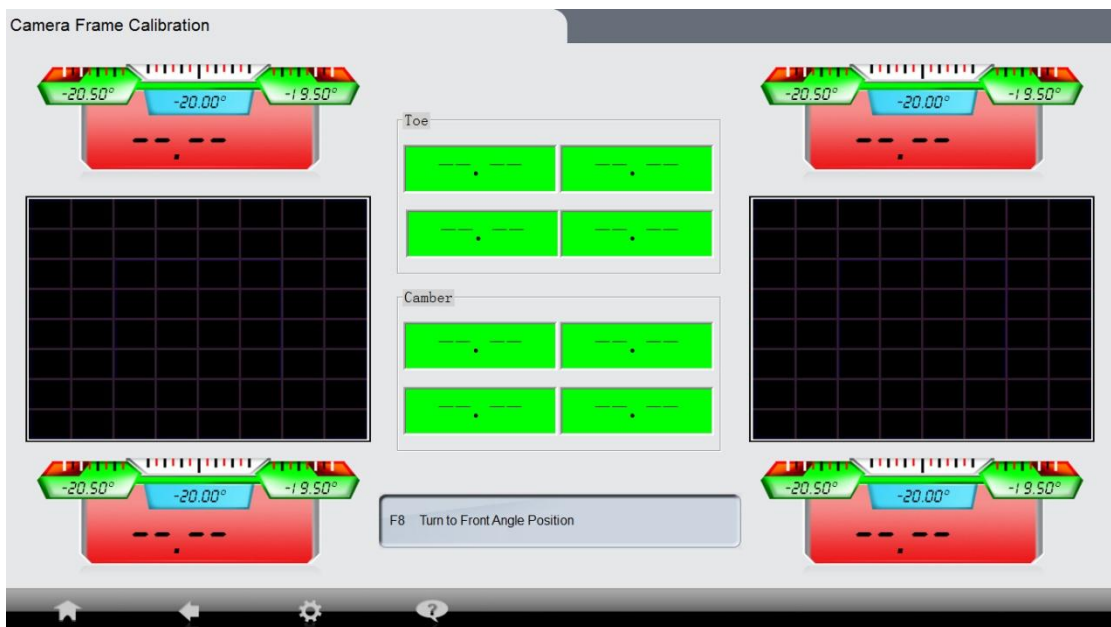 Camera Frame Calibration
-20.50° -20.00° -19.50°
-20.50° -20.00° -19.50°
--.--
--.--
Toe
--.-- --.--
--.-- --.--
Camber
--.-- --.--
--.-- --.--
-20.50° -20.00° -19.50°
-20.50° -20.00° -19.50°
--.--
--.--
F8 Turn to Front Angle Position
?